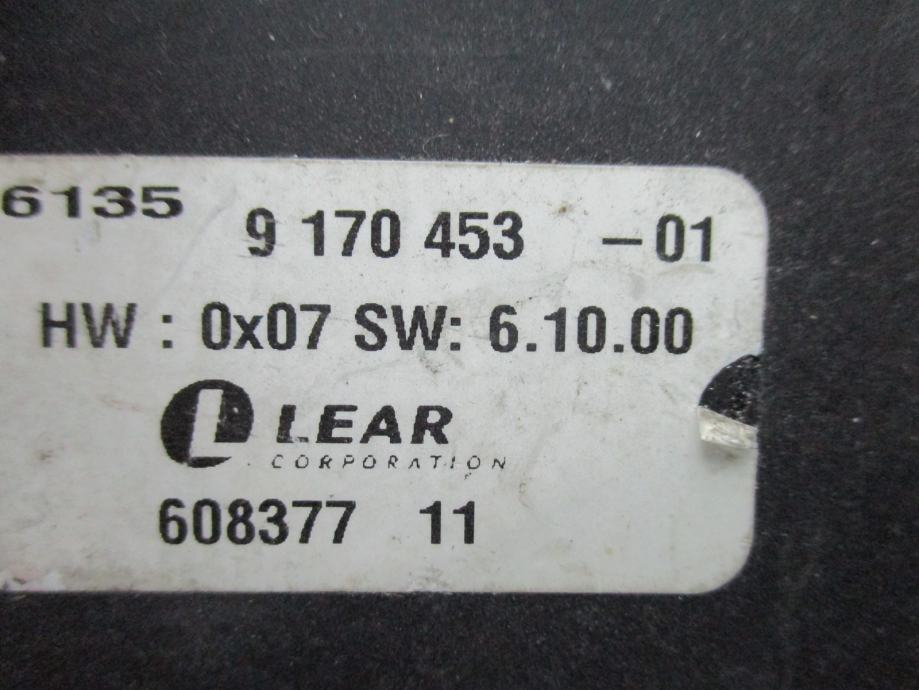 6135 9 170 453 -01
HW : 0x07 SW: 6.10.00
LEAR
CORPORATION
608377 11